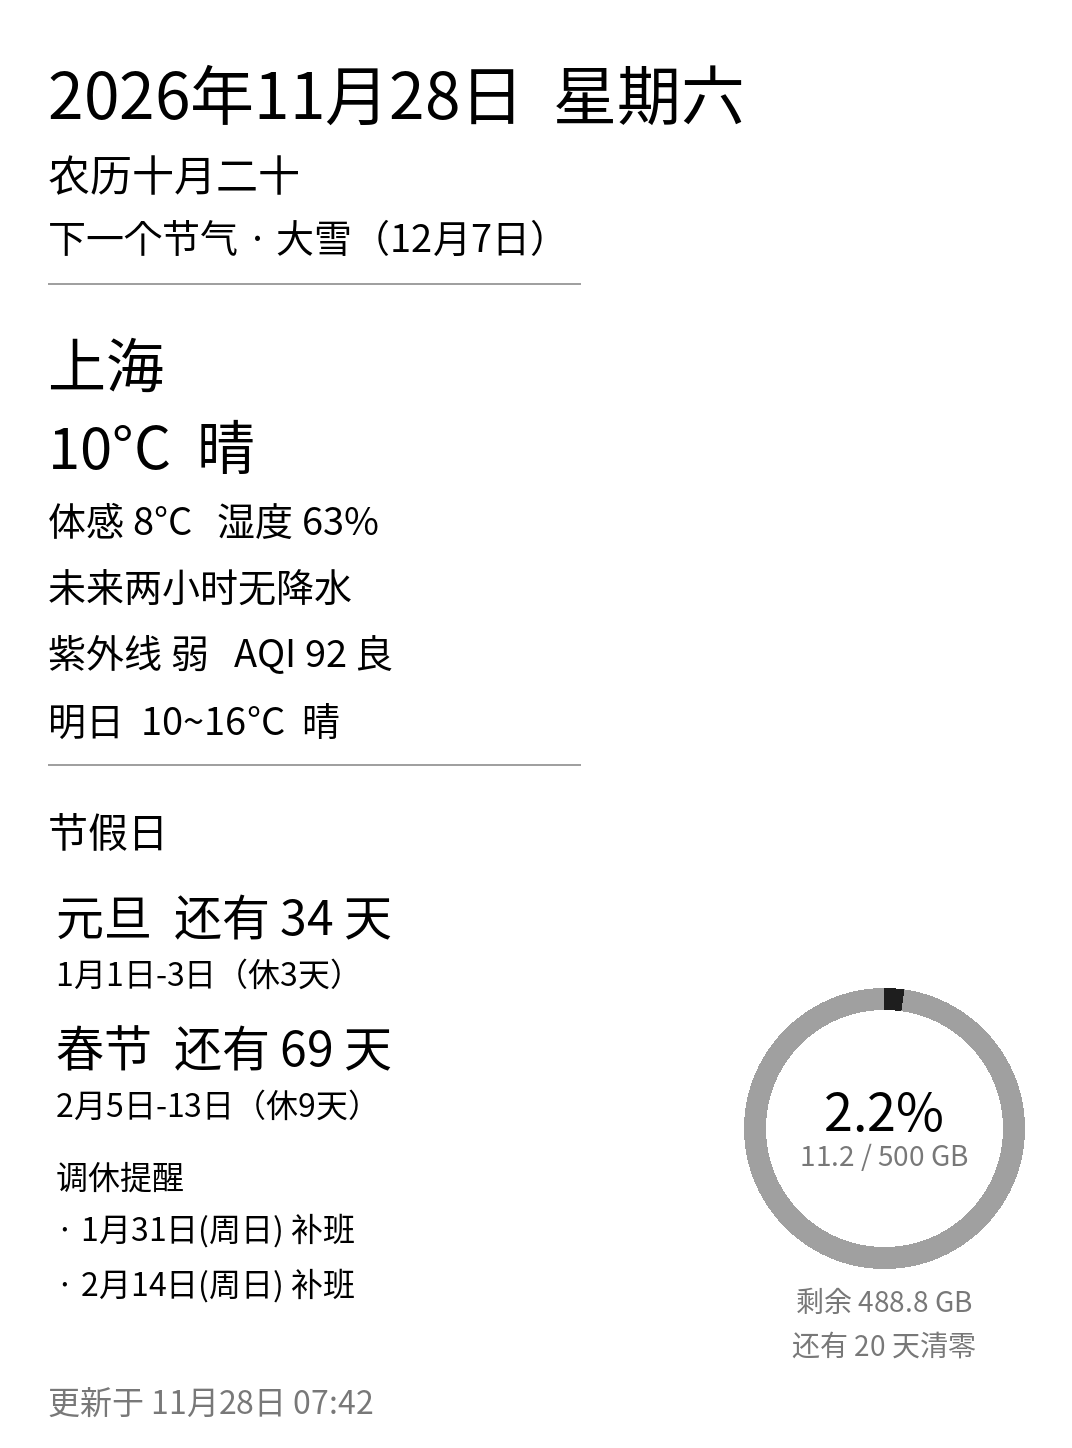 2026年11月28日 星期六
农历十月二十
下一个节气 · 大雪（12月7日）
上海
10°C 晴
体感 8°C 湿度 63%
未来两小时无降水
紫外线 弱 AQI 92 良
明日 10~16°C 晴
节假日
元旦 还有 34 天
1月1日-3日（休3天）
春节 还有 69 天
2月5日-13日（休9天）
调休提醒
· 1月31日(周日) 补班
· 2月14日(周日) 补班
2.2%
11.2 / 500 GB
剩余 488.8 GB
还有 20 天清零
更新于 11月28日 07:42